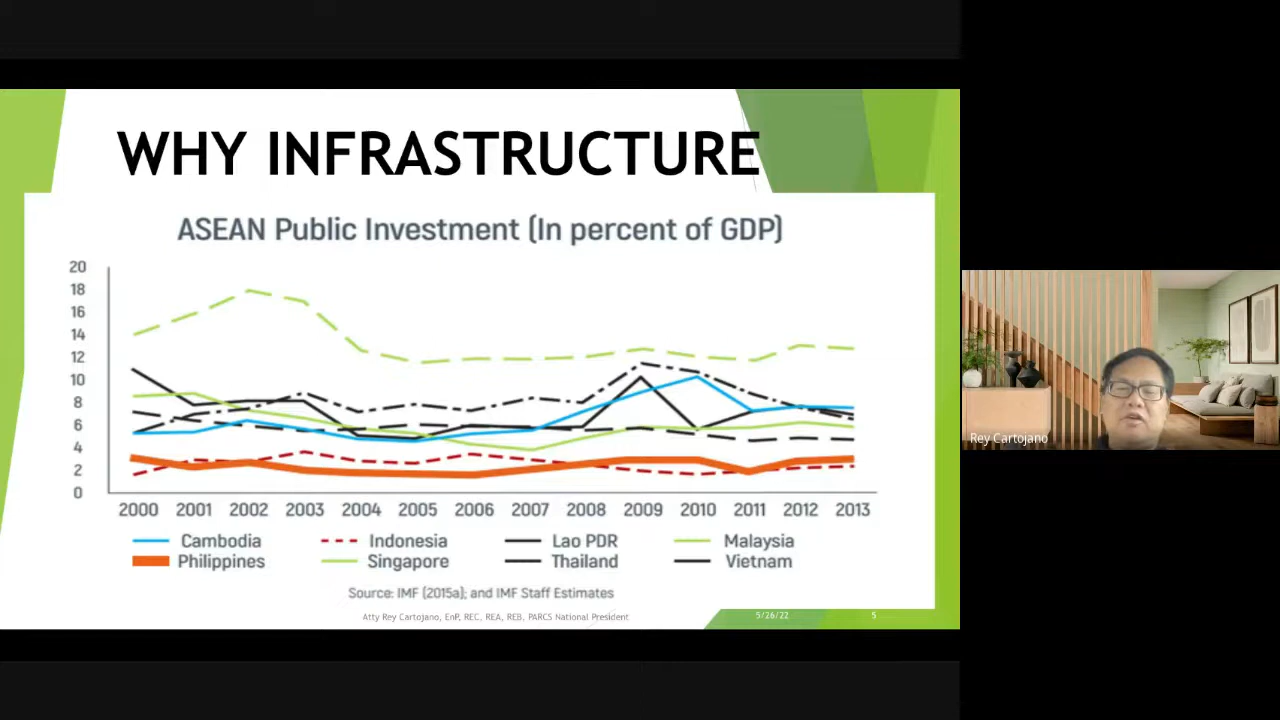 WHY INFRASTRUCTURE
ASEAN Public Investment (In percent of GDP)
20
18
16
14
12
10
8
6
4
2
0
2000 2001 2002 2003 2004 2005 2006 2007 2008 2009 2010 2011 2012 2013
Cambodia Indonesia Lao PDR Malaysia
Philippines Singapore Thailand Vietnam
Source: IMF (2015a); and IMF Staff Estimates
Atty Rey Cartojano, EnP, REC, REA, REB, PARCS National President
5/26/22
5
Rey Cartojano